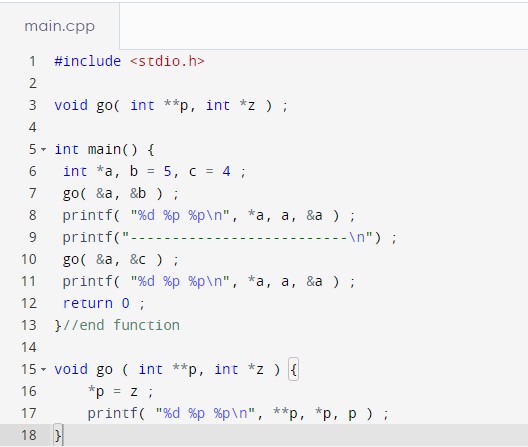 main.cpp
1 #include <stdio.h>
2
3 void go( int **p, int *z ) ;
4
5 int main() {
6 int *a, b = 5, c = 4 ;
7 go( &a, &b ) ;
8 printf( "%d %p %p\n", *a, a, &a ) ;
9 printf("--------------------------\n") ;
10 go( &a, &c ) ;
11 printf( "%d %p %p\n", *a, a, &a ) ;
12 return 0 ;
13 }//end function
14
15 void go ( int **p, int *z ) {
16 *p = z ;
17 printf( "%d %p %p\n", **p, *p, p ) ;
18 }